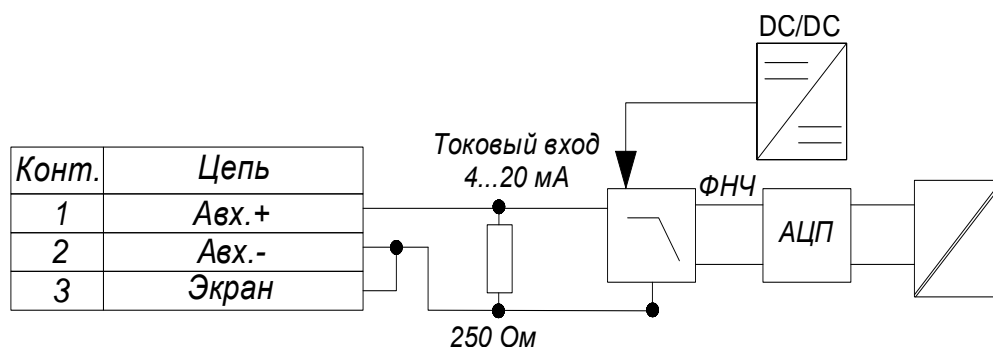 DC/DC
Токовый вход
4...20 мА
ФНЧ
АЦП
Конт. Цепь
1 Авх.+
2 Авх.-
3 Экран
250 Ом